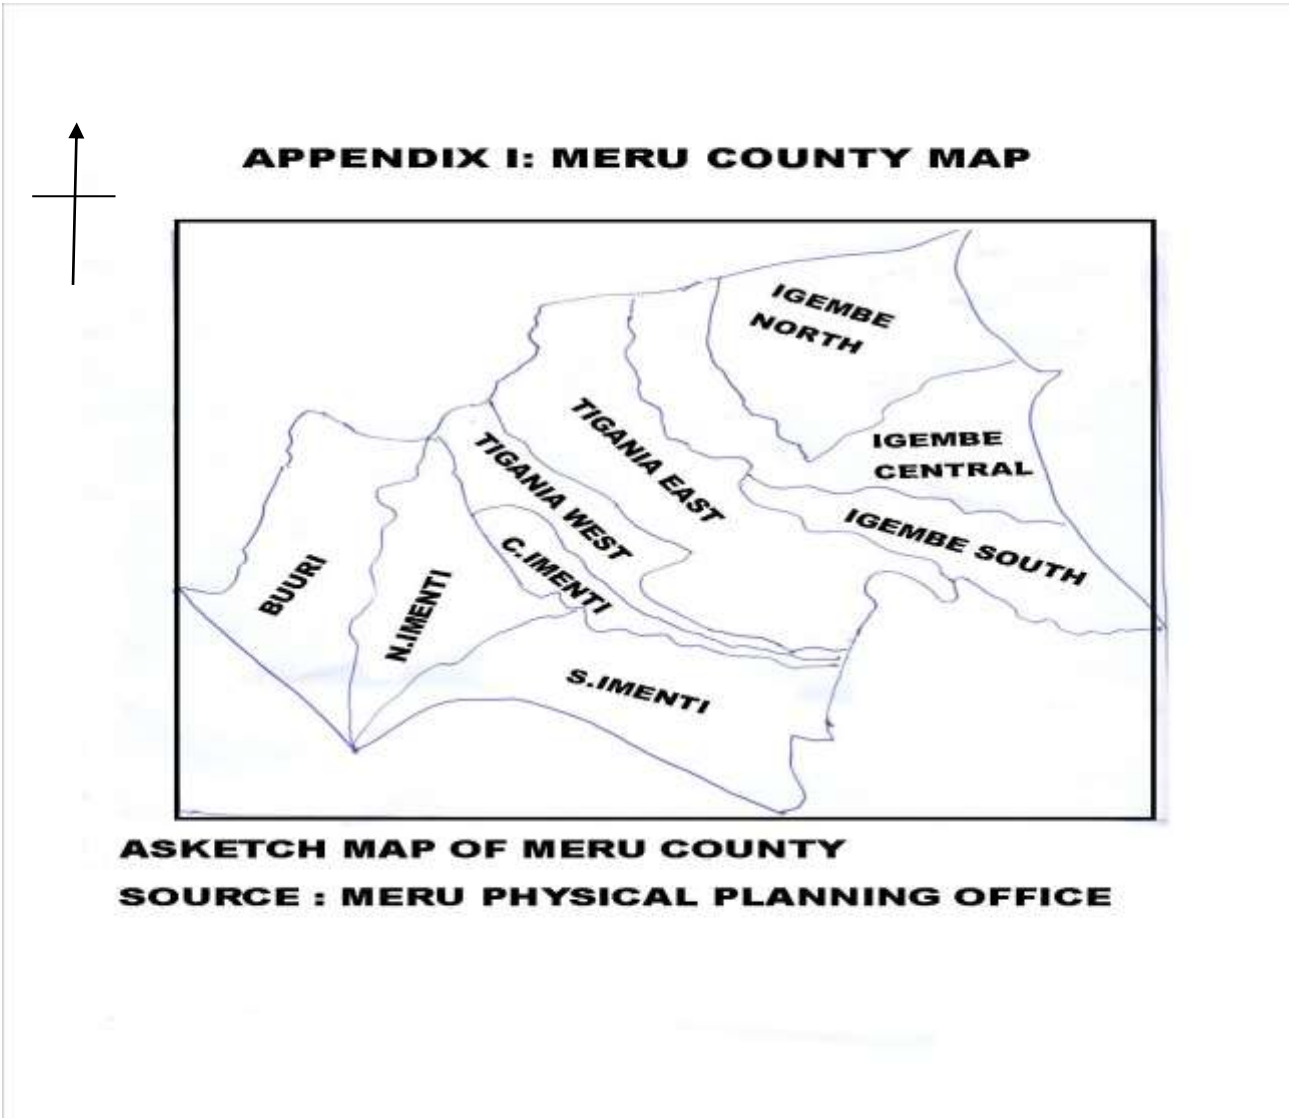 APPENDIX I: MERU COUNTY MAP
IGEMBE
NORTH
TIGANIA EAST
IGEMBE
CENTRAL
TIGANIA WEST
IGEMBE SOUTH
C.IMENTI
BUURI
N.IMENTI
S.IMENTI
ASKETCH MAP OF MERU COUNTY
SOURCE : MERU PHYSICAL PLANNING OFFICE